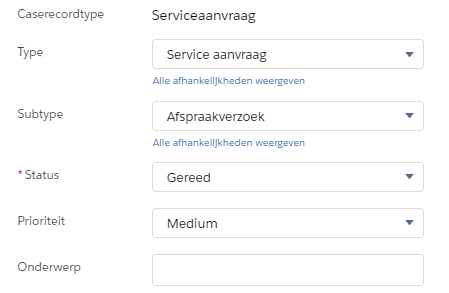 Caserecordtype Serviceaanvraag
Type Service aanvraag
Alle afhankelijkheden weergeven
Subtype Afspraakverzoek
Alle afhankelijkheden weergeven
* Status Gereed
Prioriteit Medium
Onderwerp